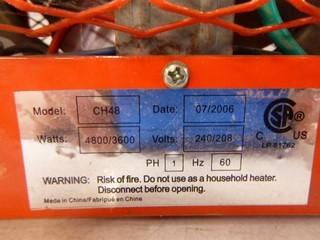 Model: CH48 Date: 07/2006
Watts: 4800/3600 Volts: 240/208
C US
PH 1 Hz 60
WARNING: Risk of fire. Do not use as a household heater.
Disconnect before opening.
Made in China/Fabriqué en China